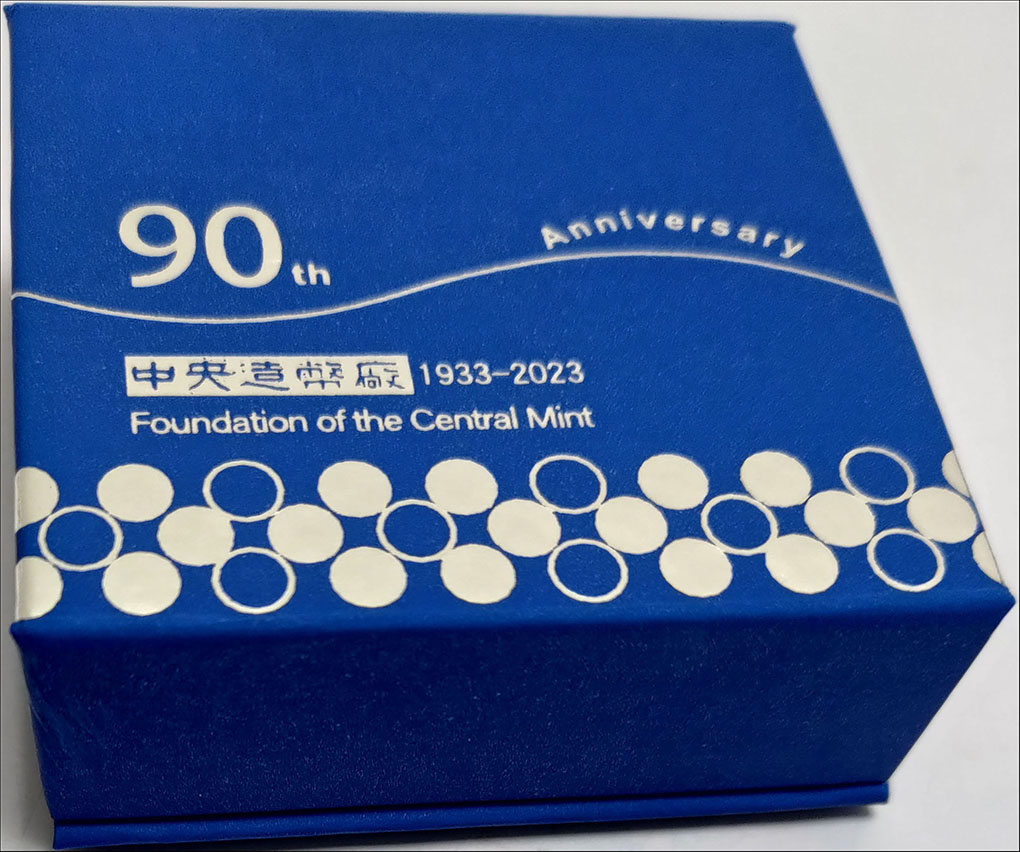 90th
Anniversary
中央造幣廠 1933-2023
Foundation of the Central Mint